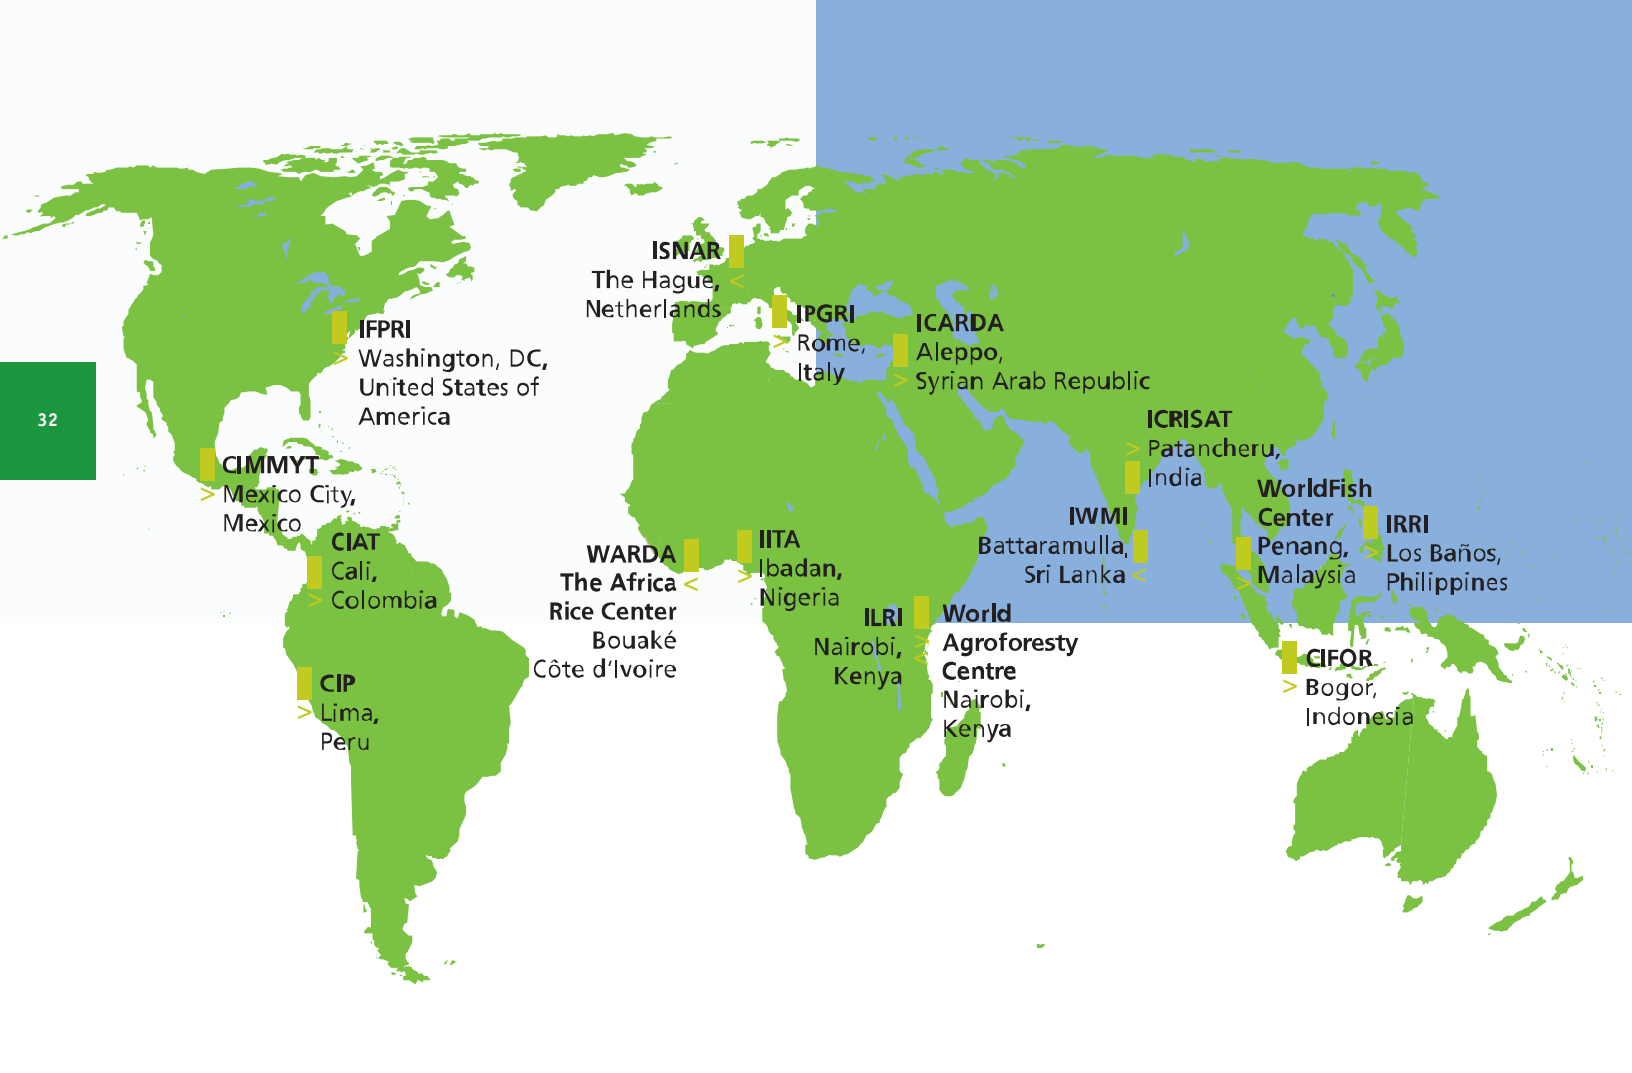 ISNAR
The Hague,
Netherlands
IPGRI
Rome,
Italy
ICARDA
Aleppo,
Syrian Arab Republic
IFPRI
Washington, DC,
United States of
America
32
ICRISAT
Patancheru,
India
CIMMYT
Mexico City,
Mexico
WorldFish
Center
Penang,
Malaysia
IWMI
Battaramulla,
Sri Lanka
IRRI
Los Baños,
Philippines
CIAT
Cali,
Colombia
WARDA
The Africa
Rice Center
Bouaké
Côte d’Ivoire
IITA
Ibadan,
Nigeria
ILRI
Nairobi,
Kenya
World
Agroforesty
Centre
Nairobi,
Kenya
CIFOR
Bogor,
Indonesia
CIP
Lima,
Peru